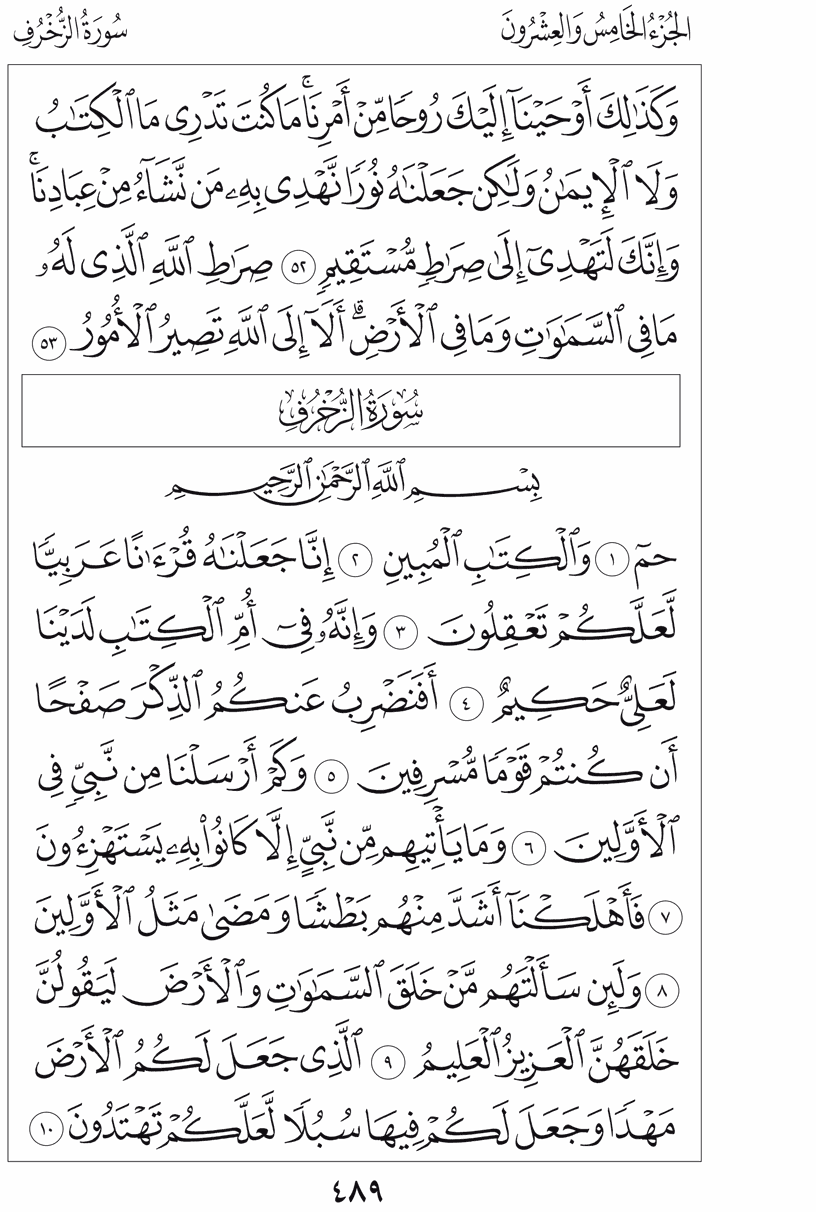 الجُزْءُ الخَامِسُ وَالعِشْرُونَ
سُورَةُ الزُّخْرُفِ
وَكَذَٰلِكَ أَوْحَيْنَآ إِلَيْكَ رُوحًا مِّنْ أَمْرِنَا ۚ مَا كُنتَ تَدْرِى مَا ٱلْكِتَٰبُ
وَلَا ٱلْإِيمَٰنُ وَلَٰكِن جَعَلْنَٰهُ نُورًا نَّهْدِى بِهِۦ مَن نَّشَآءُ مِنْ عِبَادِنَا ۚ
وَإِنَّكَ لَتَهْدِىٓ إِلَىٰ صِرَٰطٍ مُّسْتَقِيمٍ ٥٢ صِرَٰطِ ٱللَّهِ ٱلَّذِى لَهُۥ
مَا فِى ٱلسَّمَٰوَٰتِ وَمَا فِى ٱلْأَرْضِ ۗ أَلَآ إِلَى ٱللَّهِ تَصِيرُ ٱلْأُمُورُ ٥٣
سُورَةُ الزُّخْرُفِ
بِسْمِ ٱللَّهِ ٱلرَّحْمَٰنِ ٱلرَّحِيمِ
حمٓ ١ وَٱلْكِتَٰبِ ٱلْمُبِينِ ٢ إِنَّا جَعَلْنَٰهُ قُرْءَٰنًا عَرَبِيًّا
لَّعَلَّكُمْ تَعْقِلُونَ ٣ وَإِنَّهُۥ فِىٓ أُمِّ ٱلْكِتَٰبِ لَدَيْنَا
لَعَلِىٌّ حَكِيمٌ ٤ أَفَنَضْرِبُ عَنكُمُ ٱلذِّكْرَ صَفْحًا
أَن كُنتُمْ قَوْمًا مُّسْرِفِينَ ٥ وَكَمْ أَرْسَلْنَا مِن نَّبِىٍّ فِى
ٱلْأَوَّلِينَ ٦ وَمَا يَأْتِيهِم مِّن نَّبِىٍّ إِلَّا كَانُوا۟ بِهِۦ يَسْتَهْزِءُونَ
٧ فَأَهْلَكْنَآ أَشَدَّ مِنْهُم بَطْشًا وَمَضَىٰ مَثَلُ ٱلْأَوَّلِينَ
٨ وَلَئِن سَأَلْتَهُم مَّنْ خَلَقَ ٱلسَّمَٰوَٰتِ وَٱلْأَرْضَ لَيَقُولُنَّ
خَلَقَهُنَّ ٱلْعَزِيزُ ٱلْعَلِيمُ ٩ ٱلَّذِى جَعَلَ لَكُمُ ٱلْأَرْضَ
مَهْدًا وَجَعَلَ لَكُمْ فِيهَا سُبُلًا لَّعَلَّكُمْ تَهْتَدُونَ ١٠
٤٨٩